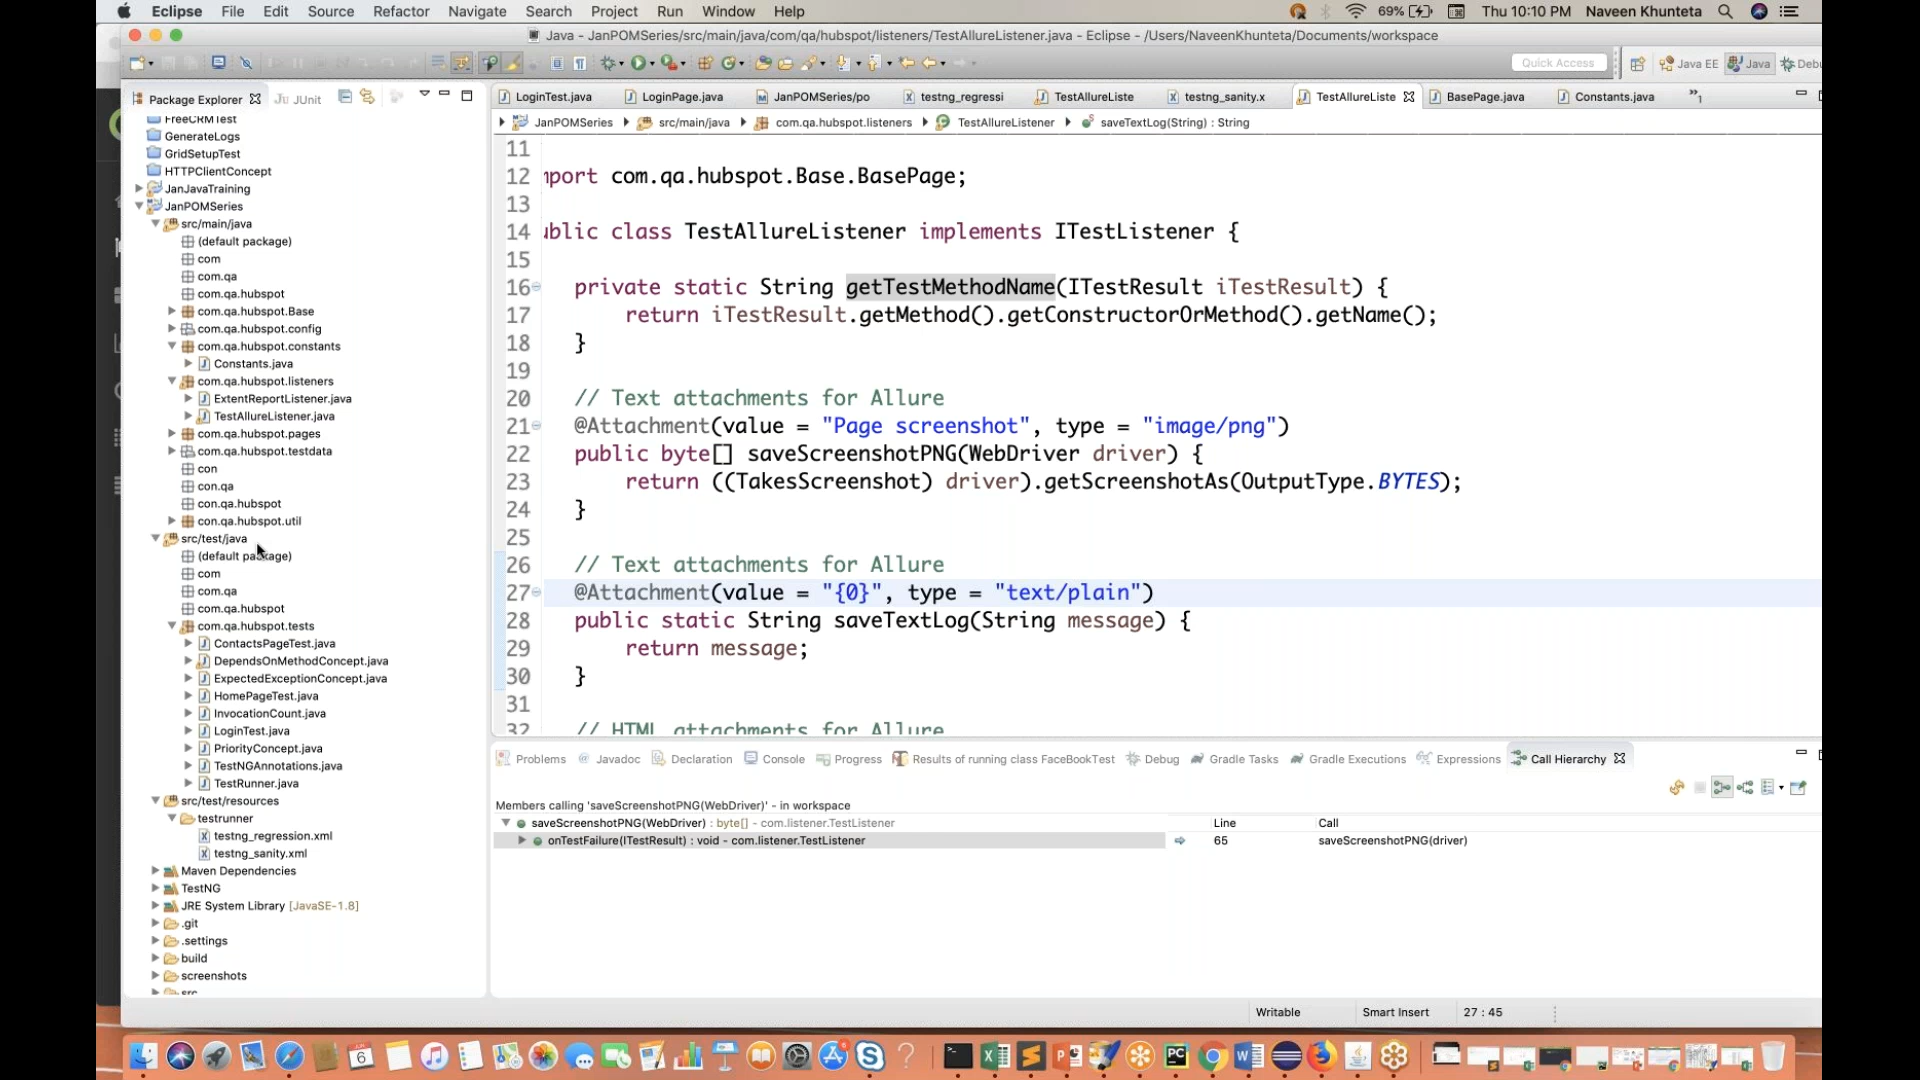 Eclipse File Edit Source Refactor Navigate Search Project Run Window Help 69% Thu 10:10 PM Naveen Khunteta
Java - JanPOMSeries/src/main/java/com/qa/hubspot/listeners/TestAllureListener.java - Eclipse - /Users/NaveenKhunteta/Documents/workspace
Quick Access Java EE Java Debu
Package Explorer JUnit
LoginTest.java LoginPage.java JanPOMSeries/po testng_regressi TestAllureListe testng_sanity.x TestAllureListe BasePage.java Constants.java "1
JanPOMSeries src/main/java com.qa.hubspot.listeners TestAllureListener saveTextLog(String) : String
FreeCRMTest
GenerateLogs
GridSetupTest
HTTPClientConcept
JanJavaTraining
JanPOMSeries
src/main/java
(default package)
com
com.qa
com.qa.hubspot
com.qa.hubspot.Base
com.qa.hubspot.config
com.qa.hubspot.constants
Constants.java
com.qa.hubspot.listeners
ExtentReportListener.java
TestAllureListener.java
com.qa.hubspot.pages
com.qa.hubspot.testdata
con
con.qa
con.qa.hubspot
con.qa.hubspot.util
src/test/java
(default package)
com
com.qa
com.qa.hubspot
com.qa.hubspot.tests
ContactsPageTest.java
DependsOnMethodConcept.java
ExpectedExceptionConcept.java
HomePageTest.java
InvocationCount.java
LoginTest.java
PriorityConcept.java
TestNGAnnotations.java
TestRunner.java
src/test/resources
testrunner
testng_regression.xml
testng_sanity.xml
Maven Dependencies
TestNG
JRE System Library [JavaSE-1.8]
.git
.settings
build
screenshots
src
11
12 mport com.qa.hubspot.Base.BasePage;
13
14 ublic class TestAllureListener implements ITestListener {
15
16 private static String getTestMethodName(ITestResult iTestResult) {
17 return iTestResult.getMethod().getConstructorOrMethod().getName();
18 }
19
20 // Text attachments for Allure
21 @Attachment(value = "Page screenshot", type = "image/png")
22 public byte[] saveScreenshotPNG(WebDriver driver) {
23 return ((TakesScreenshot) driver).getScreenshotAs(OutputType.BYTES);
24 }
25
26 // Text attachments for Allure
27 @Attachment(value = "{0}", type = "text/plain")
28 public static String saveTextLog(String message) {
29 return message;
30 }
31
32 // HTML attachments for Allure
Problems Javadoc Declaration Console Progress Results of running class FaceBookTest Debug Gradle Tasks Gradle Executions Expressions Call Hierarchy
Members calling 'saveScreenshotPNG(WebDriver)' - in workspace
saveScreenshotPNG(WebDriver) : byte[] - com.listener.TestListener Line Call
onTestFailure(ITestResult) : void - com.listener.TestListener 65 saveScreenshotPNG(driver)
Writable Smart Insert 27 : 45